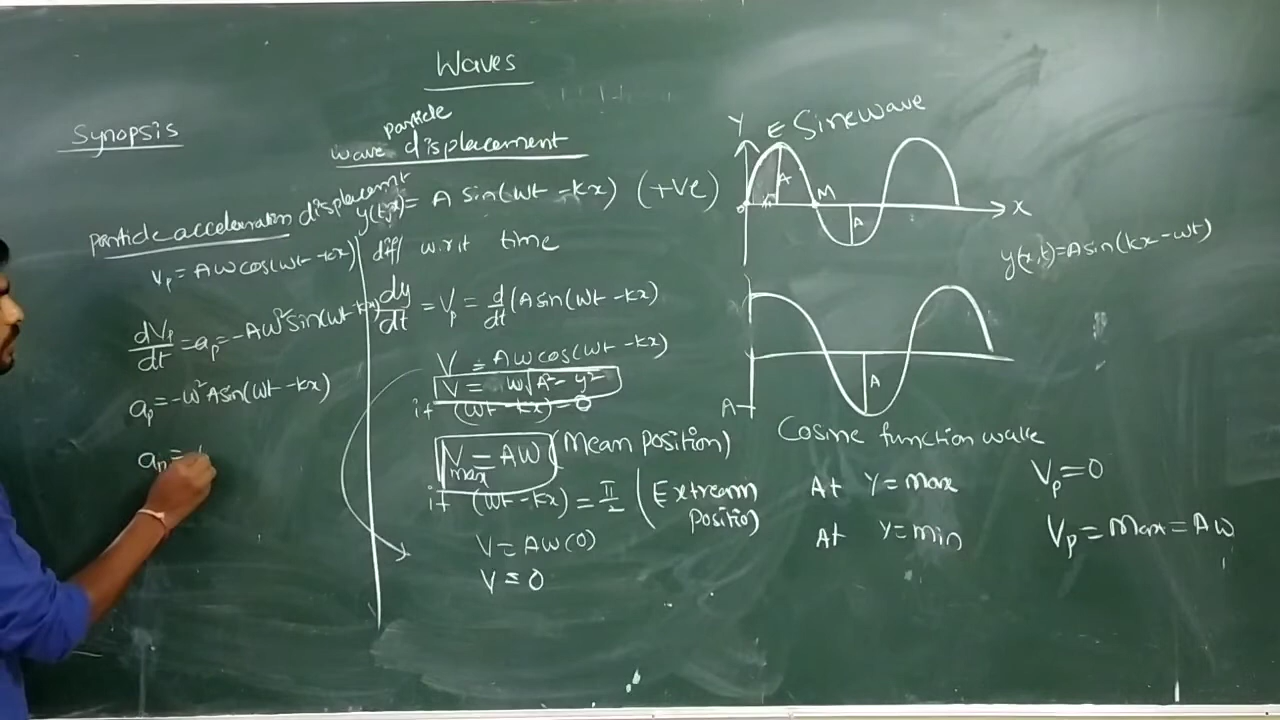 Waves
Synopsis
particle
wave displacement
particle acceleration displacement
y(t,x) = A sin(ωt - kx) (+ve)
Vₚ = Aω cos(ωt - kx)
dVₚ/dt = aₚ = -Aω² sin(ωt - kx)
aₚ = -ω² A sin(ωt - kx)
aₚ =
diff w.r.t time
dy/dt = Vₚ = d/dt (A sin(ωt - kx)
V = Aω cos(ωt - kx)
V = ω√A² - y²
if (ωt - kx) = 0
Vmax = Aω (Mean position)
if (ωt - kx) = π/2 (Extream position)
V = Aω(0)
V = 0
Y E Sinewave
A
M
A
X
y(x,t) = A sin(kx - ωt)
A
A
Cosine function wave
At Y = max Vₚ = 0
At Y = min Vₚ = Max = Aω